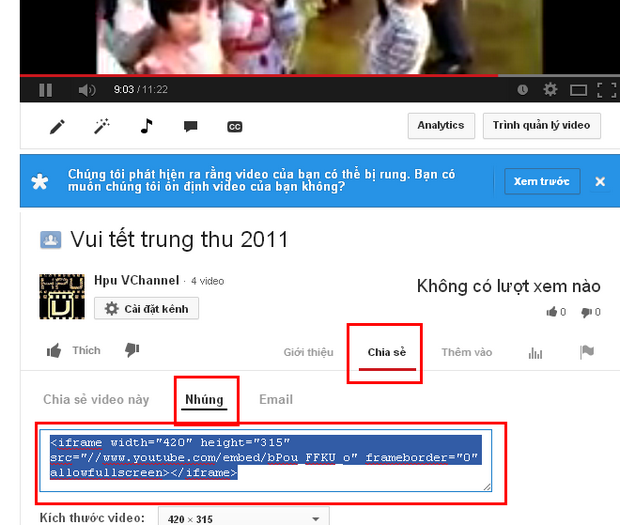 9:03 / 11:22
CC
Analytics
Trình quản lý video
Chúng tôi phát hiện ra rằng video của bạn có thể bị rung. Bạn có
muốn chúng tôi ổn định video của bạn không?
Xem trước
Vui tết trung thu 2011
HPU
U
Hpu VChannel · 4 video
Không có lượt xem nào
Cài đặt kênh
0
0
Thích
Giới thiệu
Chia sẻ
Thêm vào
Chia sẻ video này
Nhúng
Email
<iframe width="420" height="315"
src="//www.youtube.com/embed/bPou_FFKU_o" frameborder="0"
allowfullscreen></iframe>
Kích thước video:
420 × 315